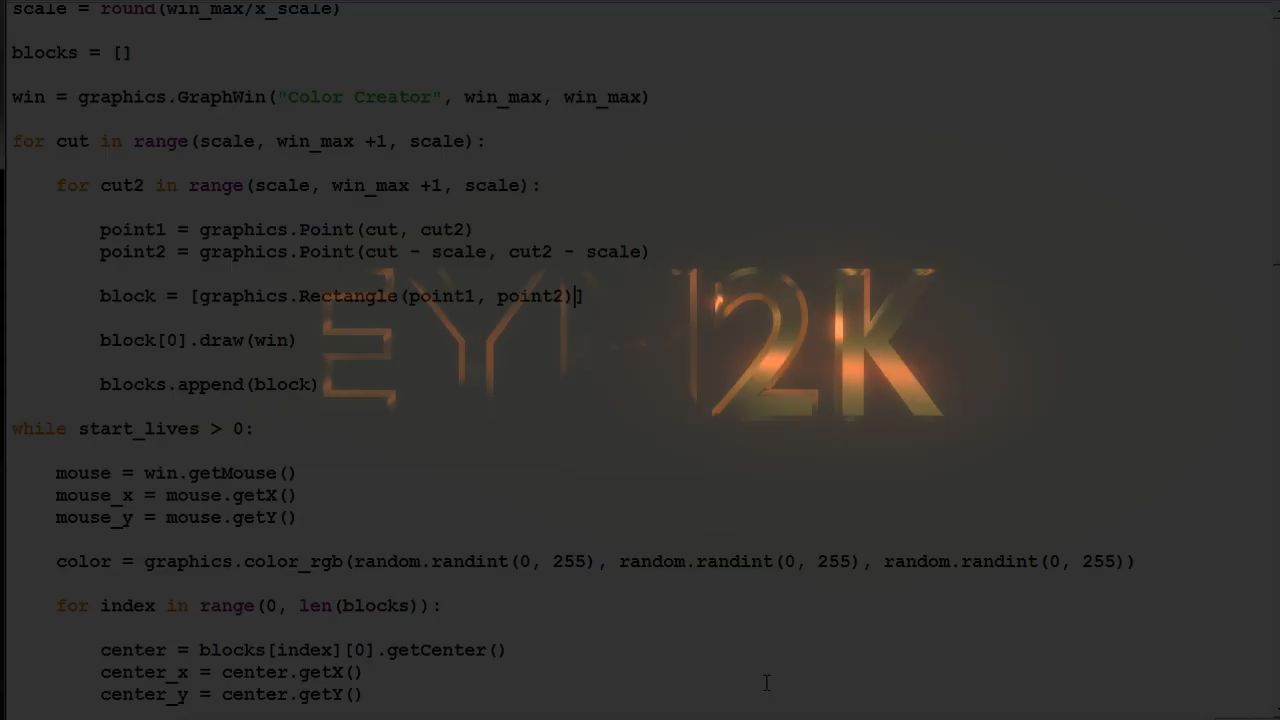 scale = round(win_max/x_scale)
blocks = []
win = graphics.GraphWin("Color Creator", win_max, win_max)
for cut in range(scale, win_max +1, scale):
for cut2 in range(scale, win_max +1, scale):
point1 = graphics.Point(cut, cut2)
point2 = graphics.Point(cut - scale, cut2 - scale)
block = [graphics.Rectangle(point1, point2)]
block[0].draw(win)
blocks.append(block)
while start_lives > 0:
mouse = win.getMouse()
mouse_x = mouse.getX()
mouse_y = mouse.getY()
color = graphics.color_rgb(random.randint(0, 255), random.randint(0, 255), random.randint(0, 255))
for index in range(0, len(blocks)):
center = blocks[index][0].getCenter()
center_x = center.getX()
center_y = center.getY()
2K